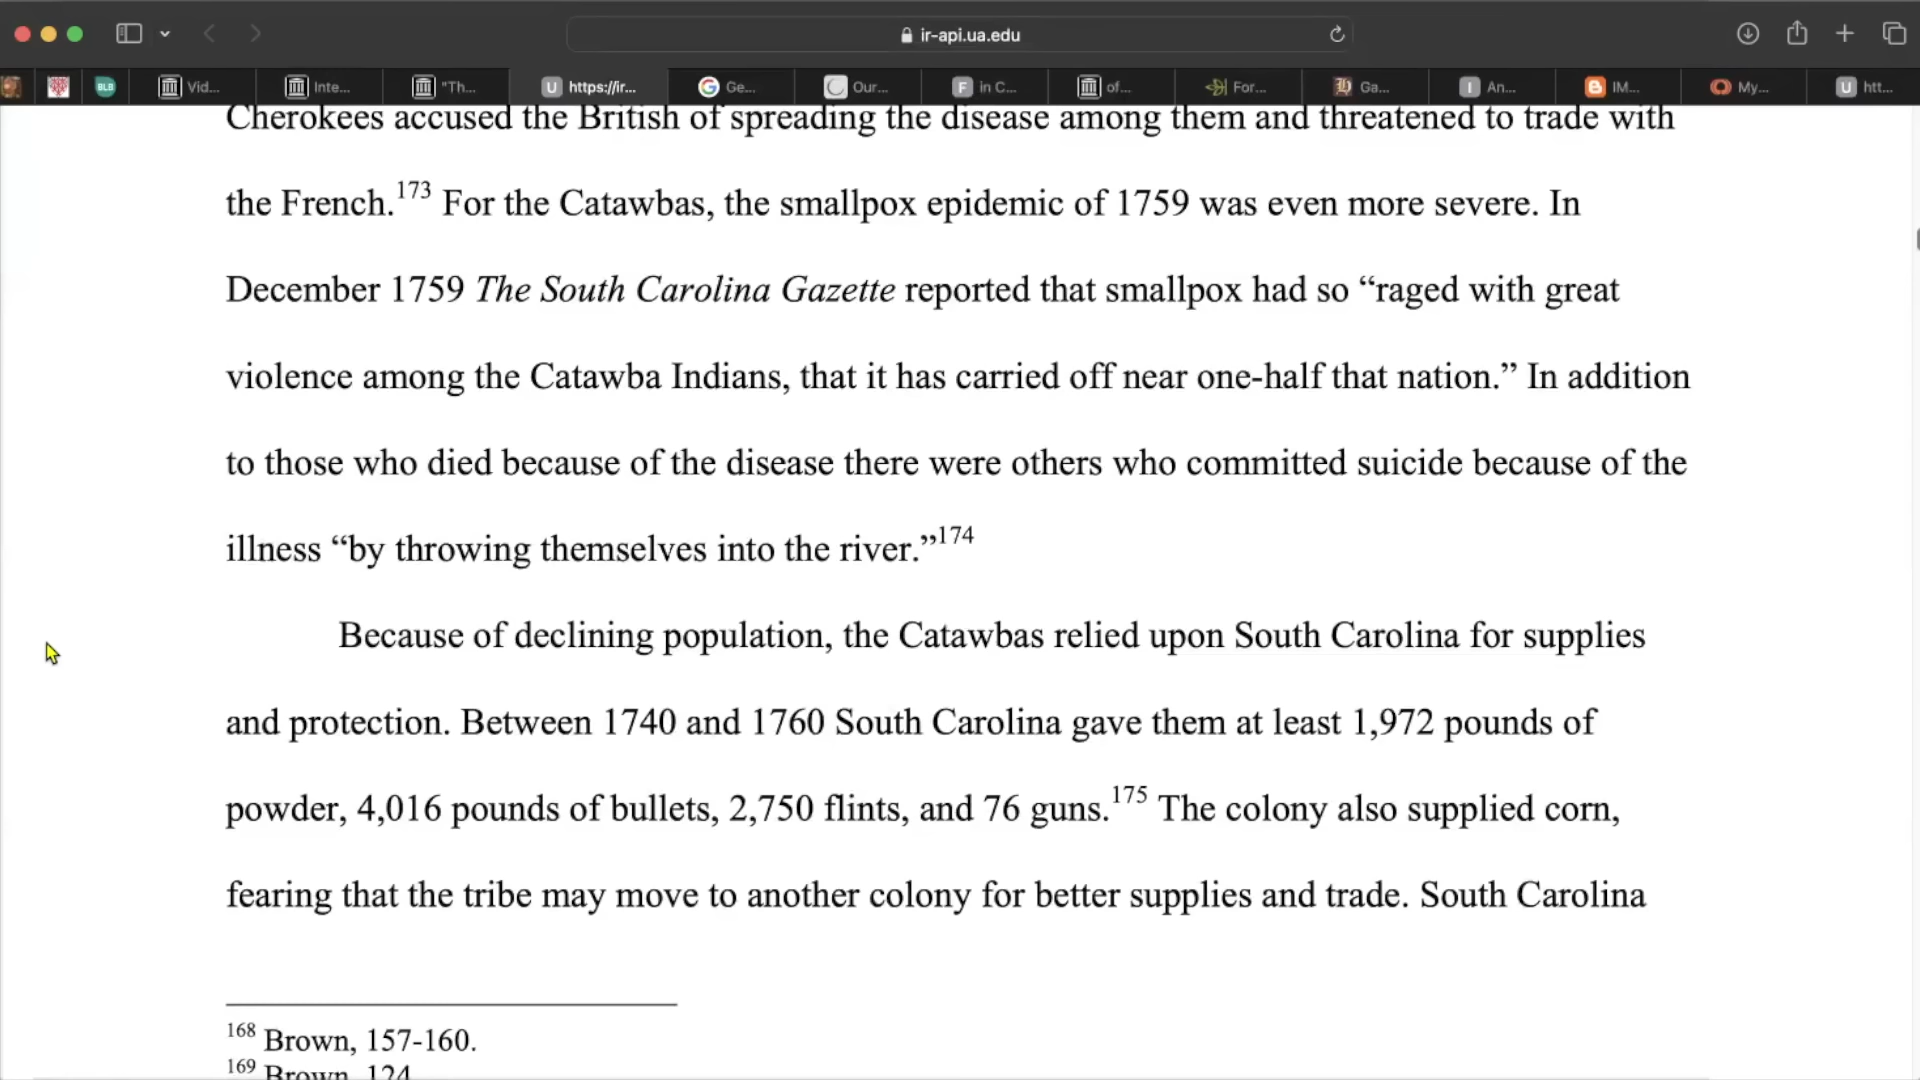 ir-api.ua.edu
BLB
Vid...
Inte...
"Th...
U https://ir...
G Ge...
Our...
F in C...
of...
For...
Ga...
I An...
B IM...
My...
U htt...
Cherokees accused the British of spreading the disease among them and threatened to trade with
the French.173 For the Catawbas, the smallpox epidemic of 1759 was even more severe. In
December 1759 The South Carolina Gazette reported that smallpox had so “raged with great
violence among the Catawba Indians, that it has carried off near one-half that nation.” In addition
to those who died because of the disease there were others who committed suicide because of the
illness “by throwing themselves into the river.”174
Because of declining population, the Catawbas relied upon South Carolina for supplies
and protection. Between 1740 and 1760 South Carolina gave them at least 1,972 pounds of
powder, 4,016 pounds of bullets, 2,750 flints, and 76 guns.175 The colony also supplied corn,
fearing that the tribe may move to another colony for better supplies and trade. South Carolina
168 Brown, 157-160.
169 Brown, 124